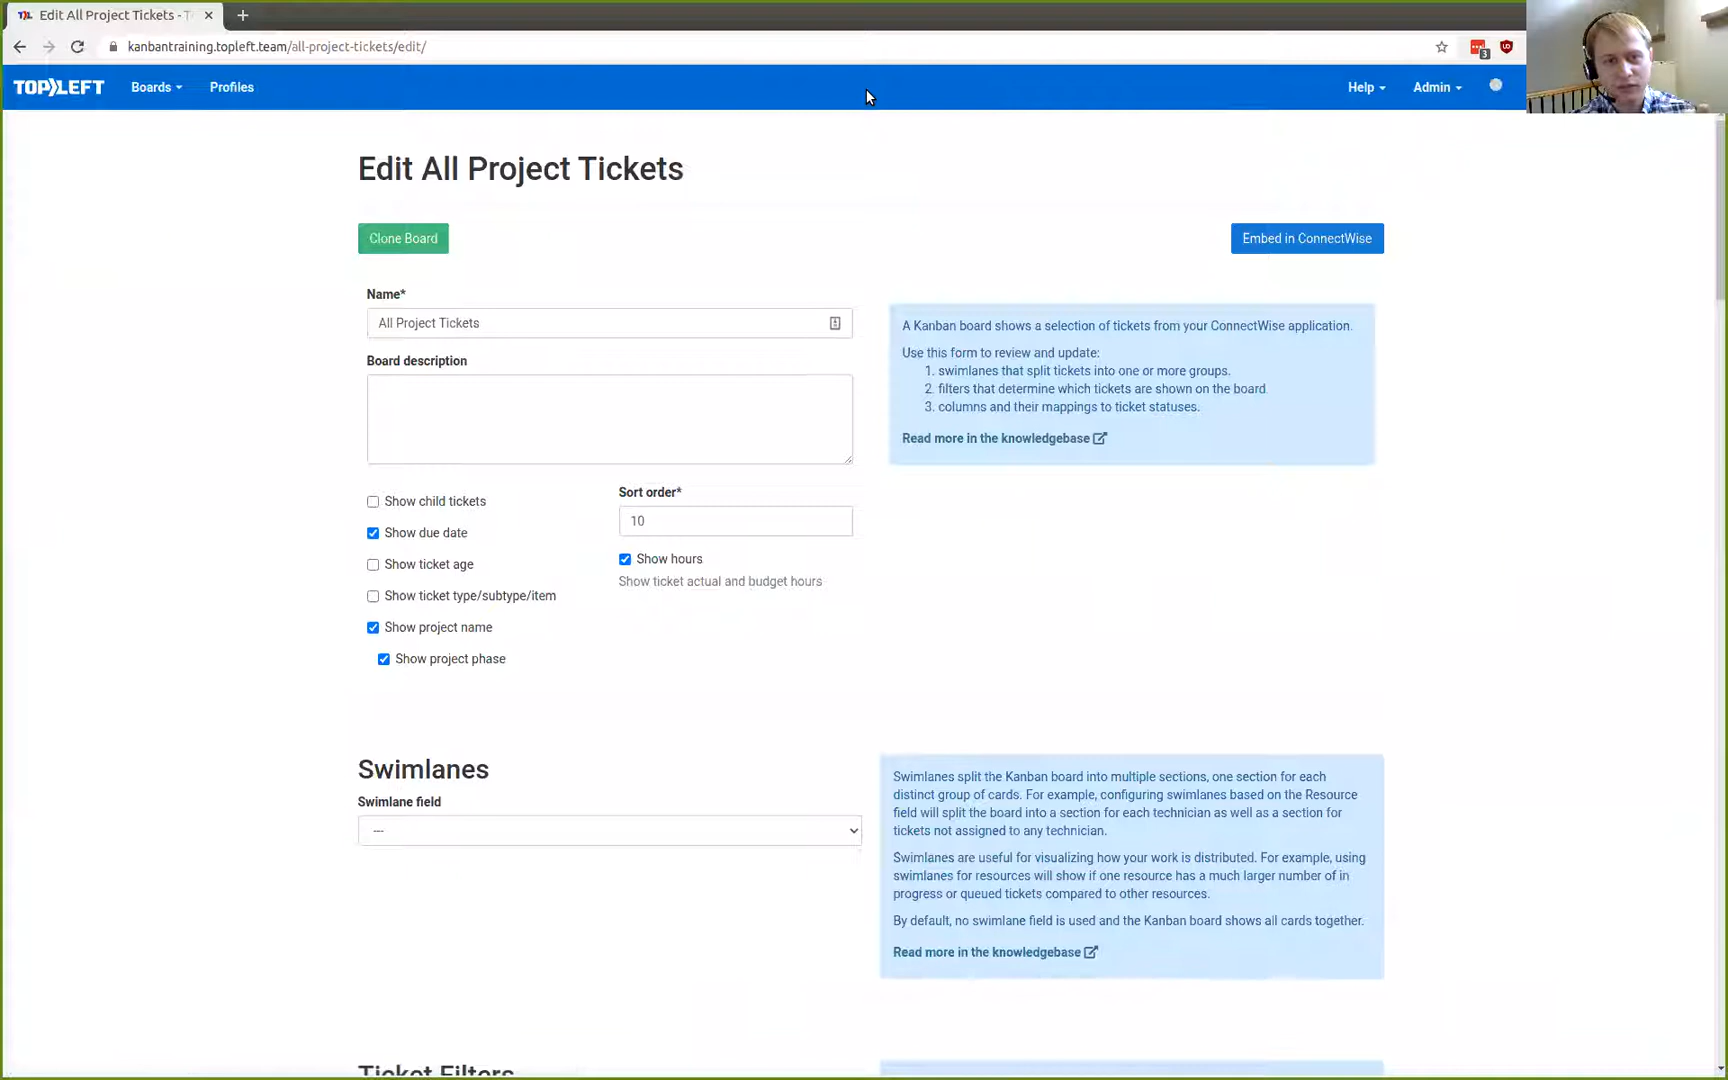 Edit All Project Tickets - T
kanbantraining.topleft.team/all-project-tickets/edit/
3
TOP LEFT
Boards
Profiles
Help
Admin
Edit All Project Tickets
Clone Board
Embed in ConnectWise
Name*
All Project Tickets
Board description
A Kanban board shows a selection of tickets from your ConnectWise application.
Use this form to review and update:
1. swimlanes that split tickets into one or more groups.
2. filters that determine which tickets are shown on the board.
3. columns and their mappings to ticket statuses.
Read more in the knowledgebase
Show child tickets
Show due date
Show ticket age
Show ticket type/subtype/item
Show project name
Show project phase
Sort order*
10
Show hours
Show ticket actual and budget hours
Swimlanes
Swimlane field
---
Swimlanes split the Kanban board into multiple sections, one section for each
distinct group of cards. For example, configuring swimlanes based on the Resource
field will split the board into a section for each technician as well as a section for
tickets not assigned to any technician.
Swimlanes are useful for visualizing how your work is distributed. For example, using
swimlanes for resources will show if one resource has a much larger number of in
progress or queued tickets compared to other resources.
By default, no swimlane field is used and the Kanban board shows all cards together.
Read more in the knowledgebase
Ticket Filters